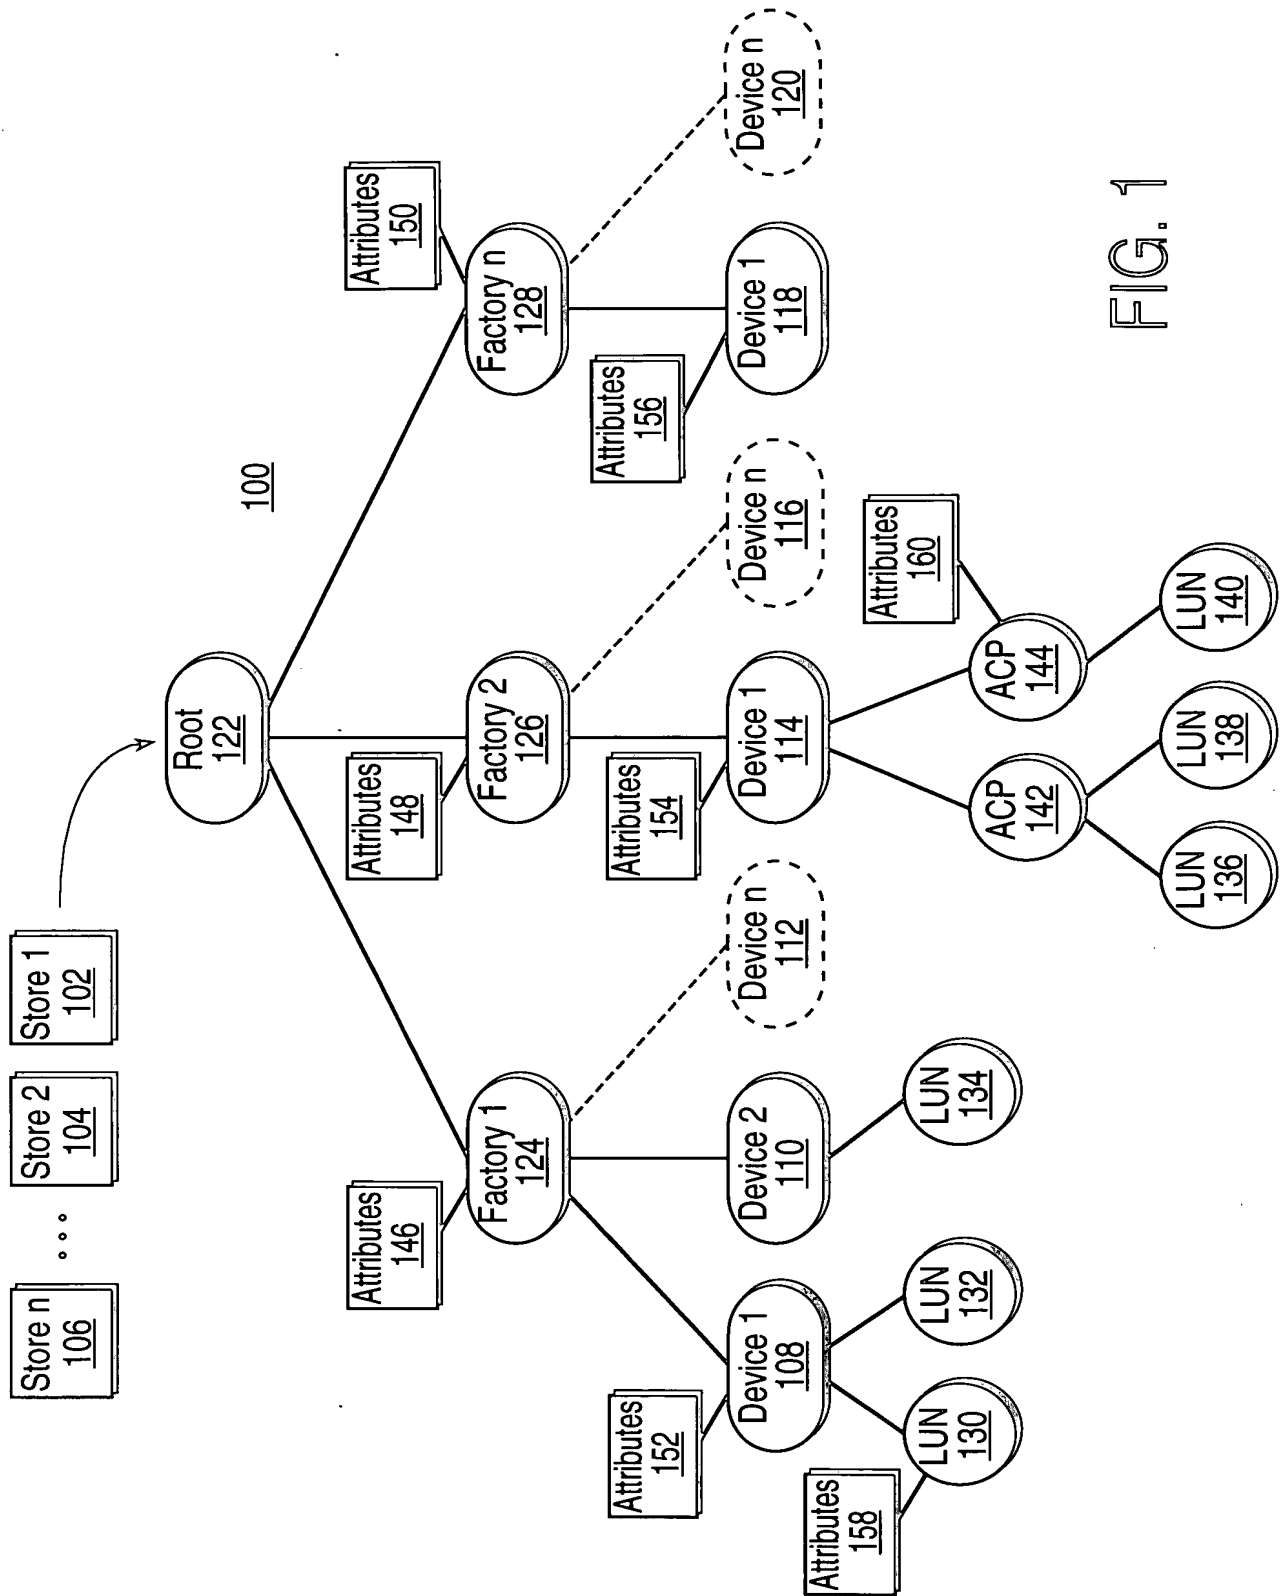 Store n
106
Store 2
104
Store 1
102
Root
122
100
Attributes
146
Attributes
148
Attributes
150
Factory 1
124
Factory 2
126
Factory n
128
Attributes
152
Attributes
154
Attributes
156
Device 1
108
Device 2
110
Device n
112
Device 1
114
Device n
116
Device 1
118
Device n
120
Attributes
158
Attributes
160
LUN
130
LUN
132
LUN
134
ACP
142
ACP
144
LUN
136
LUN
138
LUN
140
FIG. 1